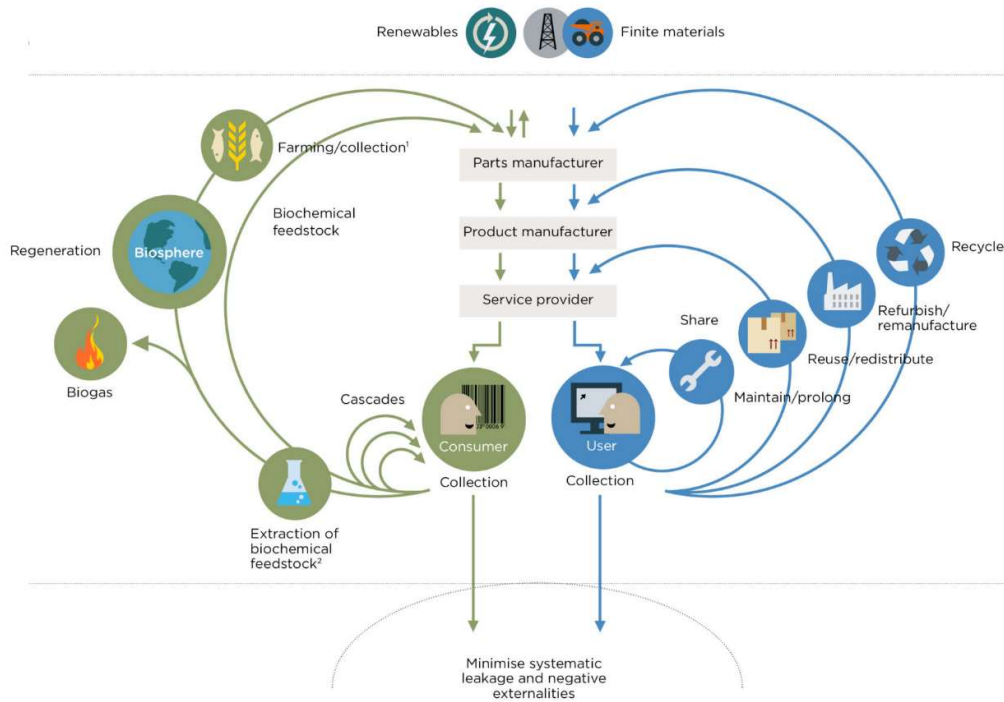 Renewables
Finite materials
Farming/collection¹
Parts manufacturer
Biochemical
feedstock
Regeneration
Biosphere
Product manufacturer
Recycle
Service provider
Refurbish/
remanufacture
Share
Reuse/redistribute
Biogas
Cascades
Maintain/prolong
Consumer
User
Collection
Collection
Extraction of
biochemical
feedstock²
Minimise systematic
leakage and negative
externalities